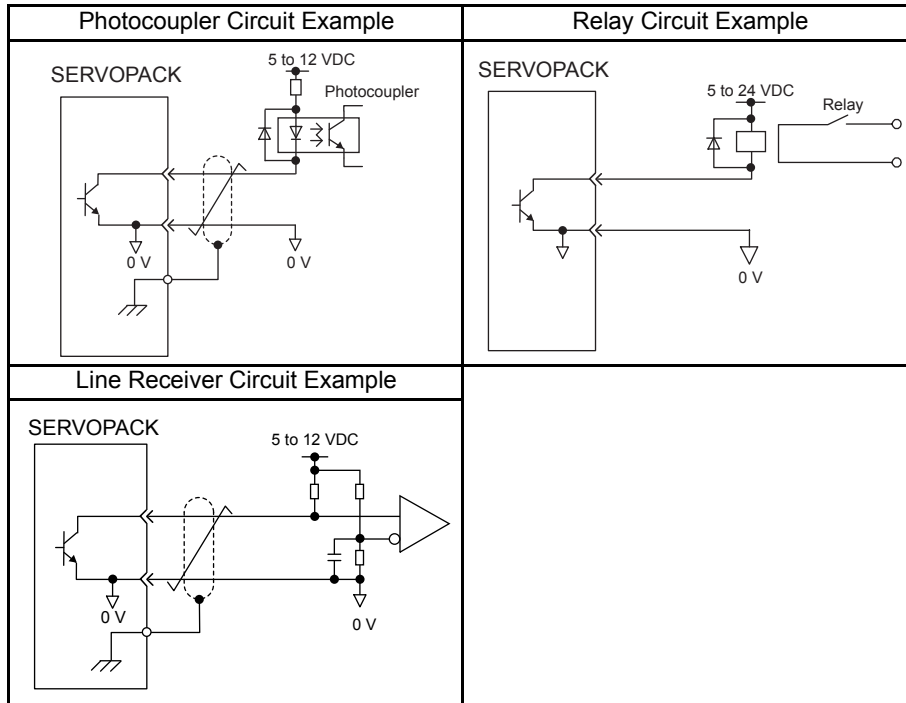 Photocoupler Circuit Example
SERVOPACK
5 to 12 VDC
Photocoupler
0 V
0 V
Relay Circuit Example
SERVOPACK
5 to 24 VDC
Relay
0 V
Line Receiver Circuit Example
SERVOPACK
5 to 12 VDC
0 V
0 V